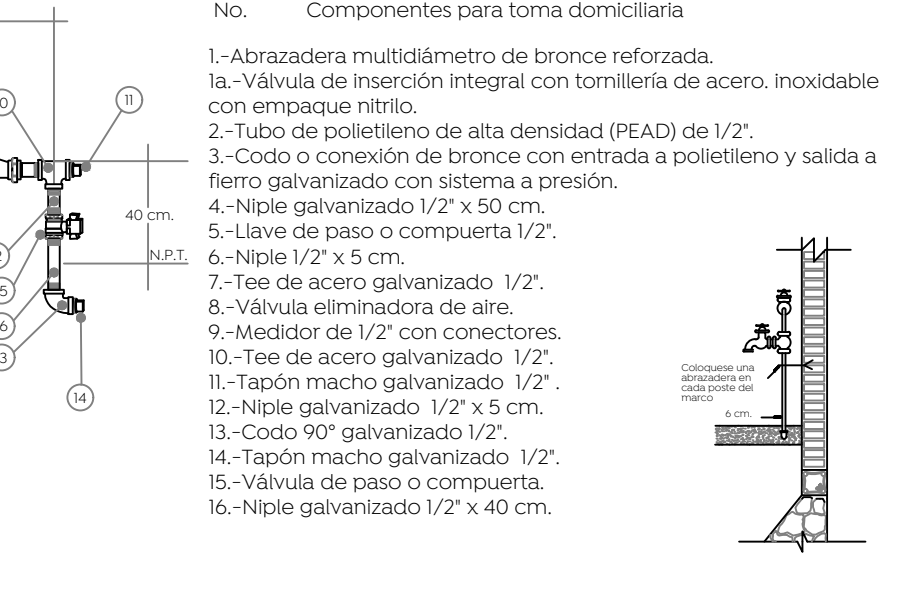 No. Componentes para toma domiciliaria
1.-Abrazadera multidiámetro de bronce reforzada.
1a.-Válvula de inserción integral con tornillería de acero. inoxidable
con empaque nitrilo.
2.-Tubo de polietileno de alta densidad (PEAD) de 1/2".
3.-Codo o conexión de bronce con entrada a polietileno y salida a
fierro galvanizado con sistema a presión.
4.-Niple galvanizado 1/2" x 50 cm.
5.-Llave de paso o compuerta 1/2".
6.-Niple 1/2" x 5 cm.
7.-Tee de acero galvanizado 1/2".
8.-Válvula eliminadora de aire.
9.-Medidor de 1/2" con conectores.
10.-Tee de acero galvanizado 1/2".
11.-Tapón macho galvanizado 1/2" .
12.-Niple galvanizado 1/2" x 5 cm.
13.-Codo 90° galvanizado 1/2".
14.-Tapón macho galvanizado 1/2".
15.-Válvula de paso o compuerta.
16.-Niple galvanizado 1/2" x 40 cm.
11
40 cm.
N.P.T.
14
Coloquese una
abrazadera en
cada poste del
marco
6 cm.